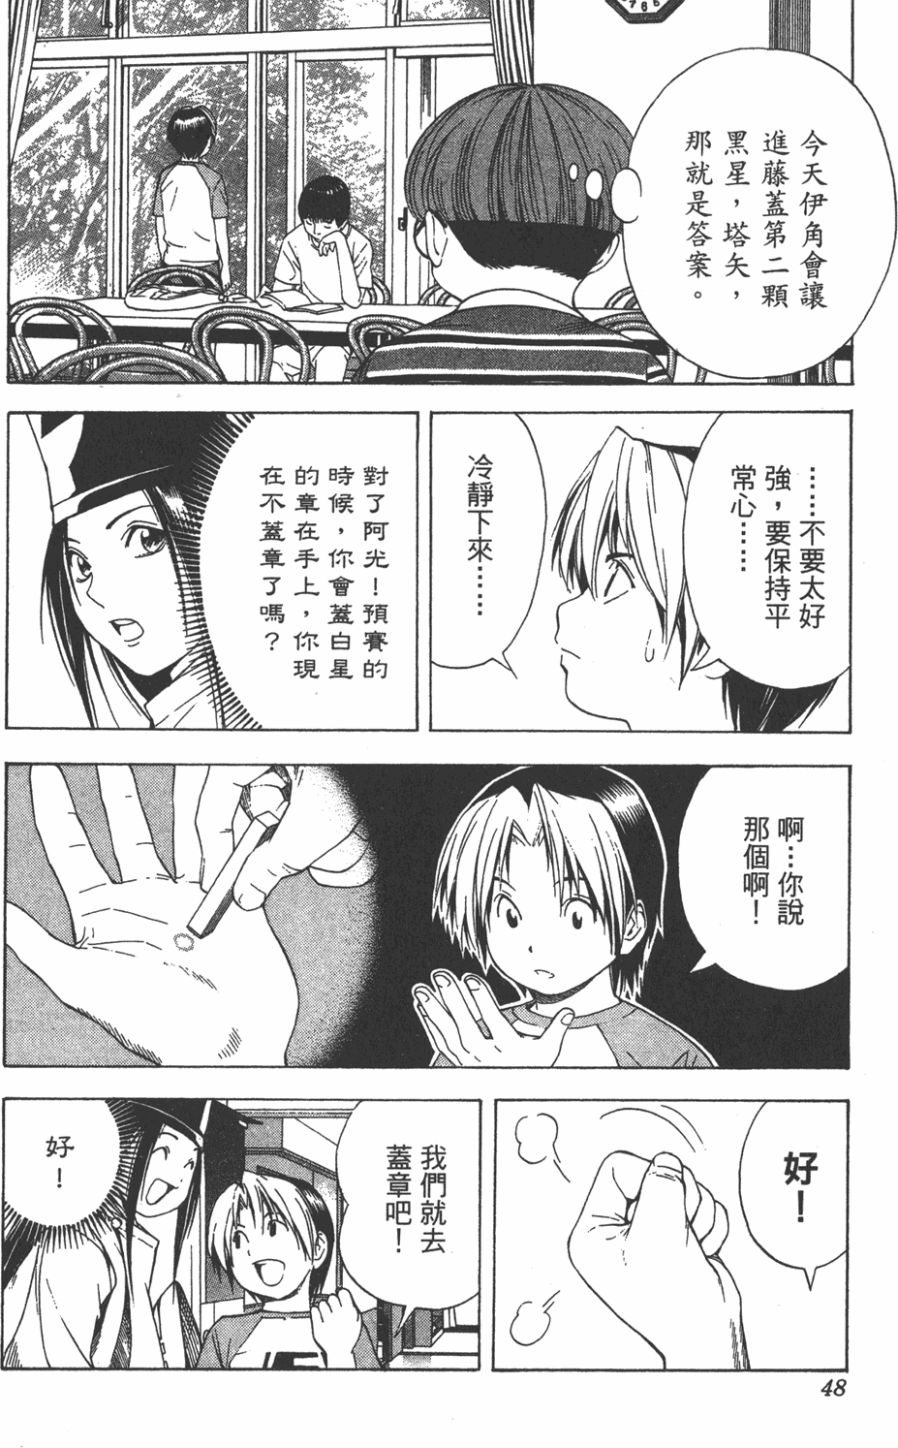 今天伊角會讓
進藤蓋第二顆
黑星，塔矢，
那就是答案。
……不要太好
強，要保持平
常心……
冷靜下來……
對了阿光！預賽的
時候，你會蓋白星
的章在手上，你現
在不蓋章了嗎？
啊…你說
那個啊！
好！
我們就去
蓋章吧！
好！
48